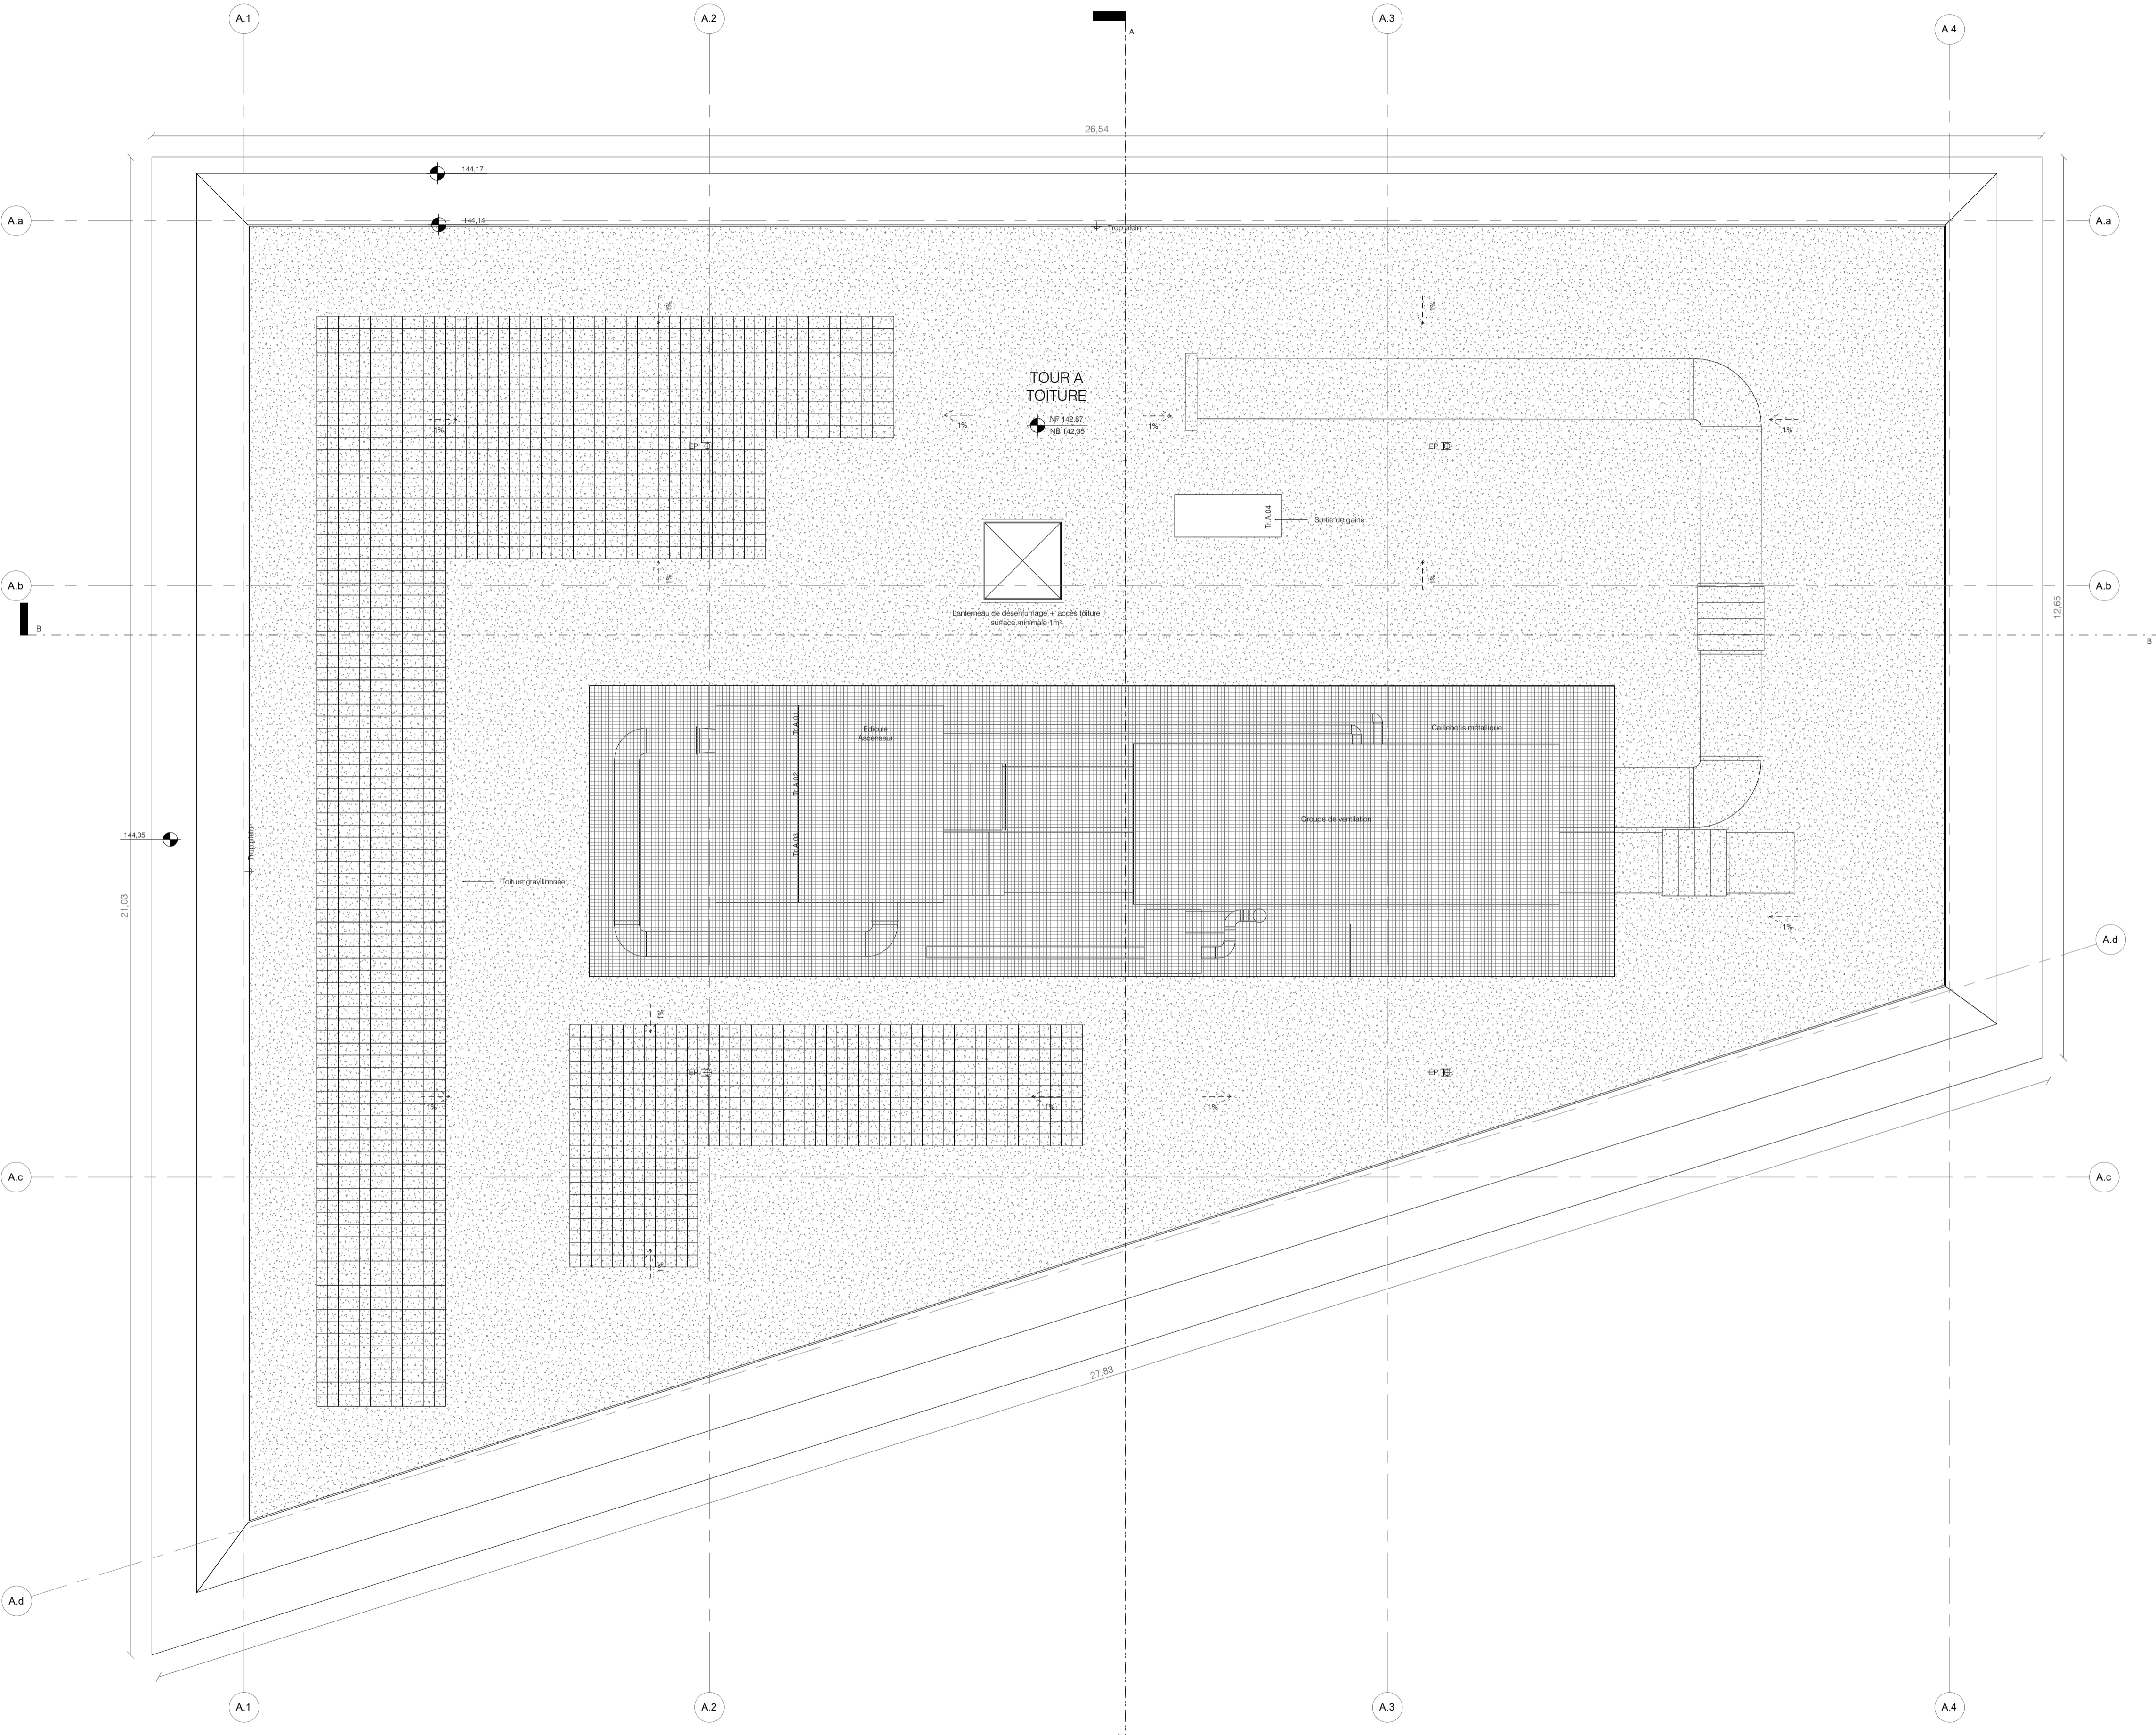 A.1
A.2
A
A.3
A.4
26,54
144,17
A.a
144,14
Trop plein
A.a
1%
1%
TOUR A
TOITURE
NF 142,87
NB 142,35
1%
1%
1%
1%
EP
EP
Tr.A.04
Sortie de gaine
A.b
1%
1%
A.b
Lanterneau de désenfumage + accès toiture
surface minimale 1m²
12,65
B
B
Tr.A.01
Edicule
Ascenseur
Caillebotis métallique
Tr.A.02
Groupe de ventilation
144,05
Trop plein
Tr.A.03
Toiture gravillonnée
21,03
1%
A.d
1%
EP
EP
1%
1%
1%
A.c
A.c
1%
27,83
A.d
A.1
A.2
A.3
A.4